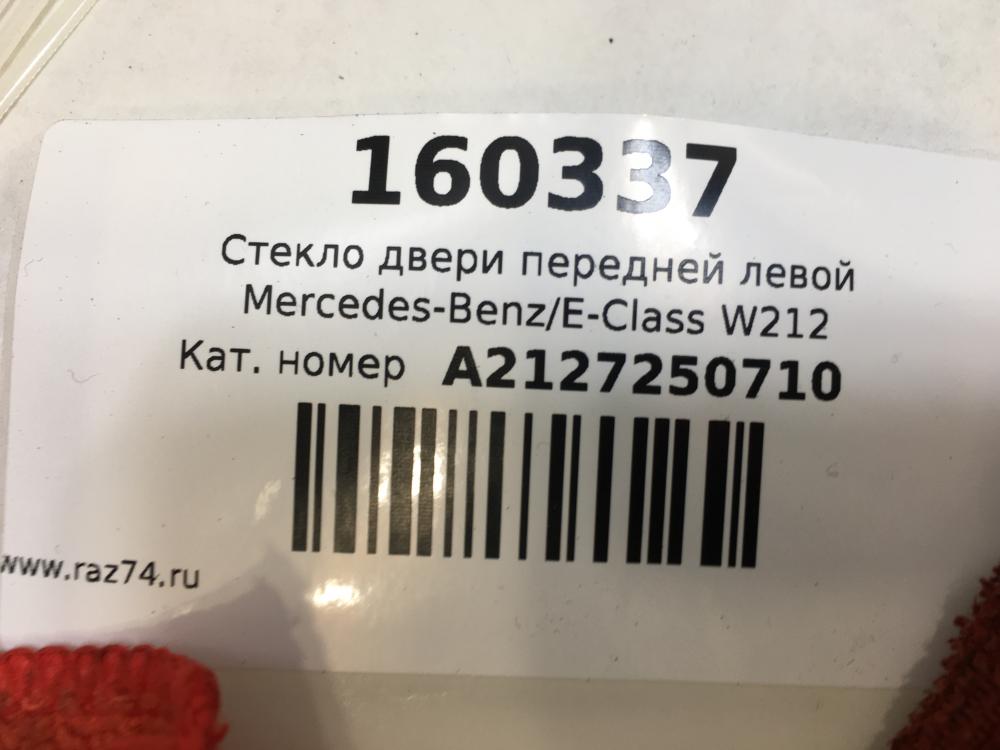 160337
Стекло двери передней левой
Mercedes-Benz/E-Class W212
Кат. номер A2127250710
www.raz74.ru